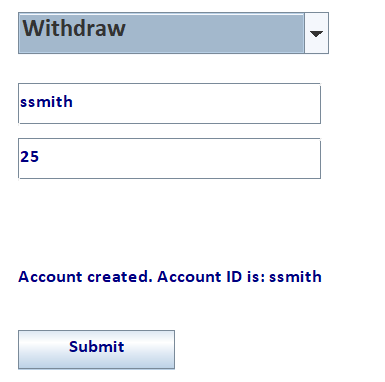 Withdraw
ssmith
25
Account created. Account ID is: ssmith
Submit